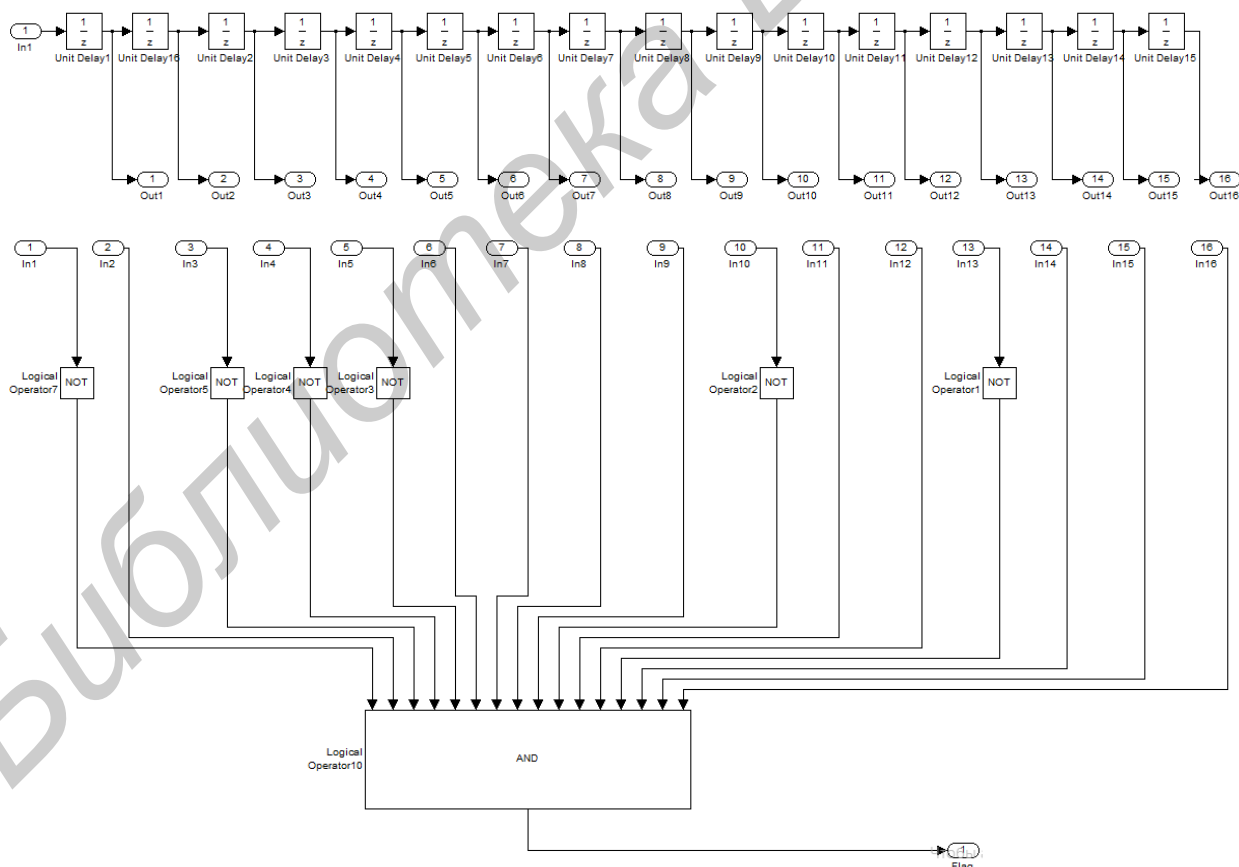 1
In1
1
z
Unit Delay1
1
z
Unit Delay16
1
z
Unit Delay2
1
z
Unit Delay3
1
z
Unit Delay4
1
z
Unit Delay5
1
z
Unit Delay6
1
z
Unit Delay7
1
z
Unit Delay8
1
z
Unit Delay9
1
z
Unit Delay10
1
z
Unit Delay11
1
z
Unit Delay12
1
z
Unit Delay13
1
z
Unit Delay14
1
z
Unit Delay15
1
Out1
2
Out2
3
Out3
4
Out4
5
Out5
6
Out6
7
Out7
8
Out8
9
Out9
10
Out10
11
Out11
12
Out12
13
Out13
14
Out14
15
Out15
16
Out16
1
In1
2
In2
3
In3
4
In4
5
In5
6
In6
7
In7
8
In8
9
In9
10
In10
11
In11
12
In12
13
In13
14
In14
15
In15
16
In16
Logical
Operator7
NOT
Logical
Operator5
NOT
Logical
Operator4
NOT
Logical
Operator3
NOT
Logical
Operator2
NOT
Logical
Operator1
NOT
Logical
Operator10
AND
1
Flag
Библиотека